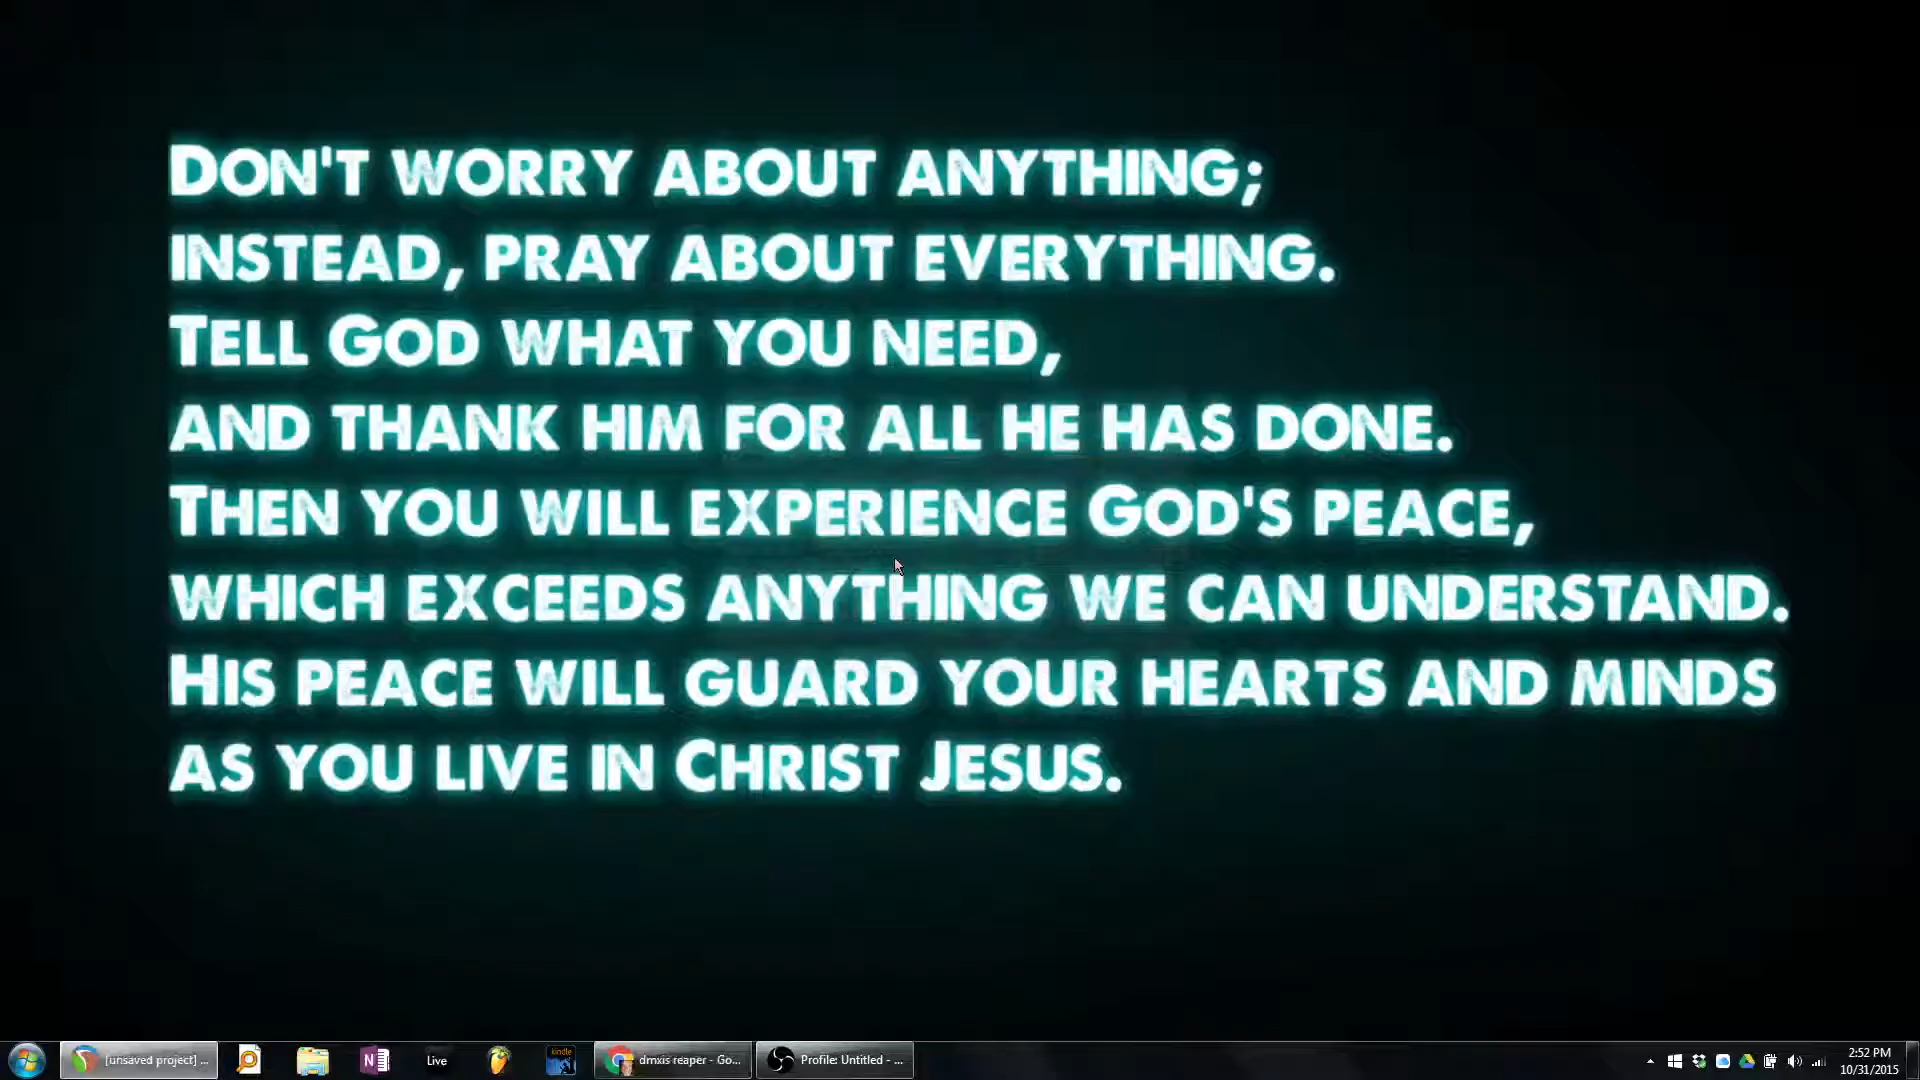 Don't worry about anything;
instead, pray about everything.
Tell God what you need,
and thank him for all he has done.
Then you will experience God's peace,
which exceeds anything we can understand.
His peace will guard your hearts and minds
as you live in Christ Jesus.
[unsaved project] ...
N
Live
kindle
dmxis reaper - Go...
Profile: Untitled - ...
2:52 PM
10/31/2015